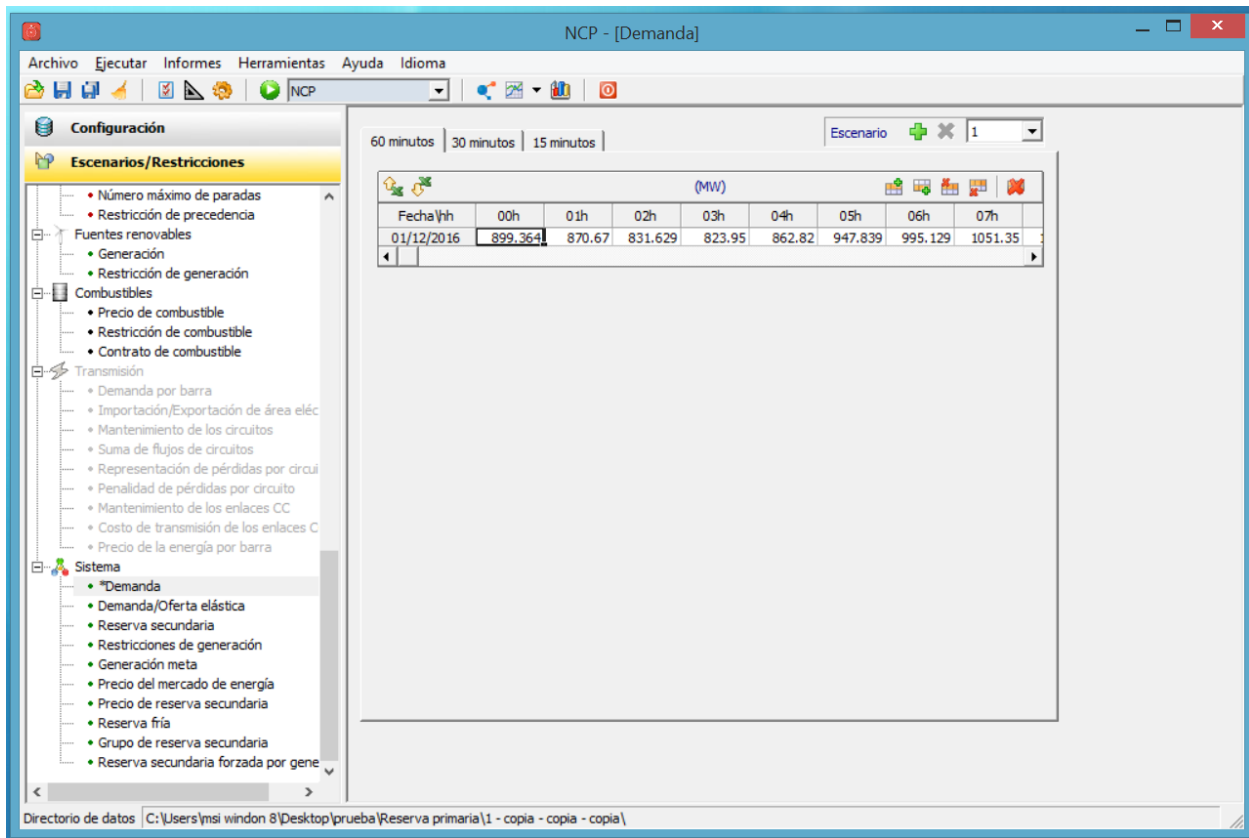 NCP - [Demanda]
Archivo Ejecutar Informes Herramientas Ayuda Idioma
NCP
Configuración
Escenarios/Restricciones
Número máximo de paradas
Restricción de precedencia
Fuentes renovables
Generación
Restricción de generación
Combustibles
Precio de combustible
Restricción de combustible
Contrato de combustible
Transmisión
Demanda por barra
Importación/Exportación de área eléc
Mantenimiento de los circuitos
Suma de flujos de circuitos
Representación de pérdidas por circui
Penalidad de pérdidas por circuito
Mantenimiento de los enlaces CC
Costo de transmisión de los enlaces C
Precio de la energía por barra
Sistema
*Demanda
Demanda/Oferta elástica
Reserva secundaria
Restricciones de generación
Generación meta
Precio del mercado de energía
Precio de reserva secundaria
Reserva fría
Grupo de reserva secundaria
Reserva secundaria forzada por gene
60 minutos 30 minutos 15 minutos
Escenario 1
(MW)
Fecha\hh 00h 01h 02h 03h 04h 05h 06h 07h
01/12/2016 899.364 870.67 831.629 823.95 862.82 947.839 995.129 1051.35
Directorio de datos C:\Users\msi windon 8\Desktop\prueba\Reserva primaria\1 - copia - copia - copia\